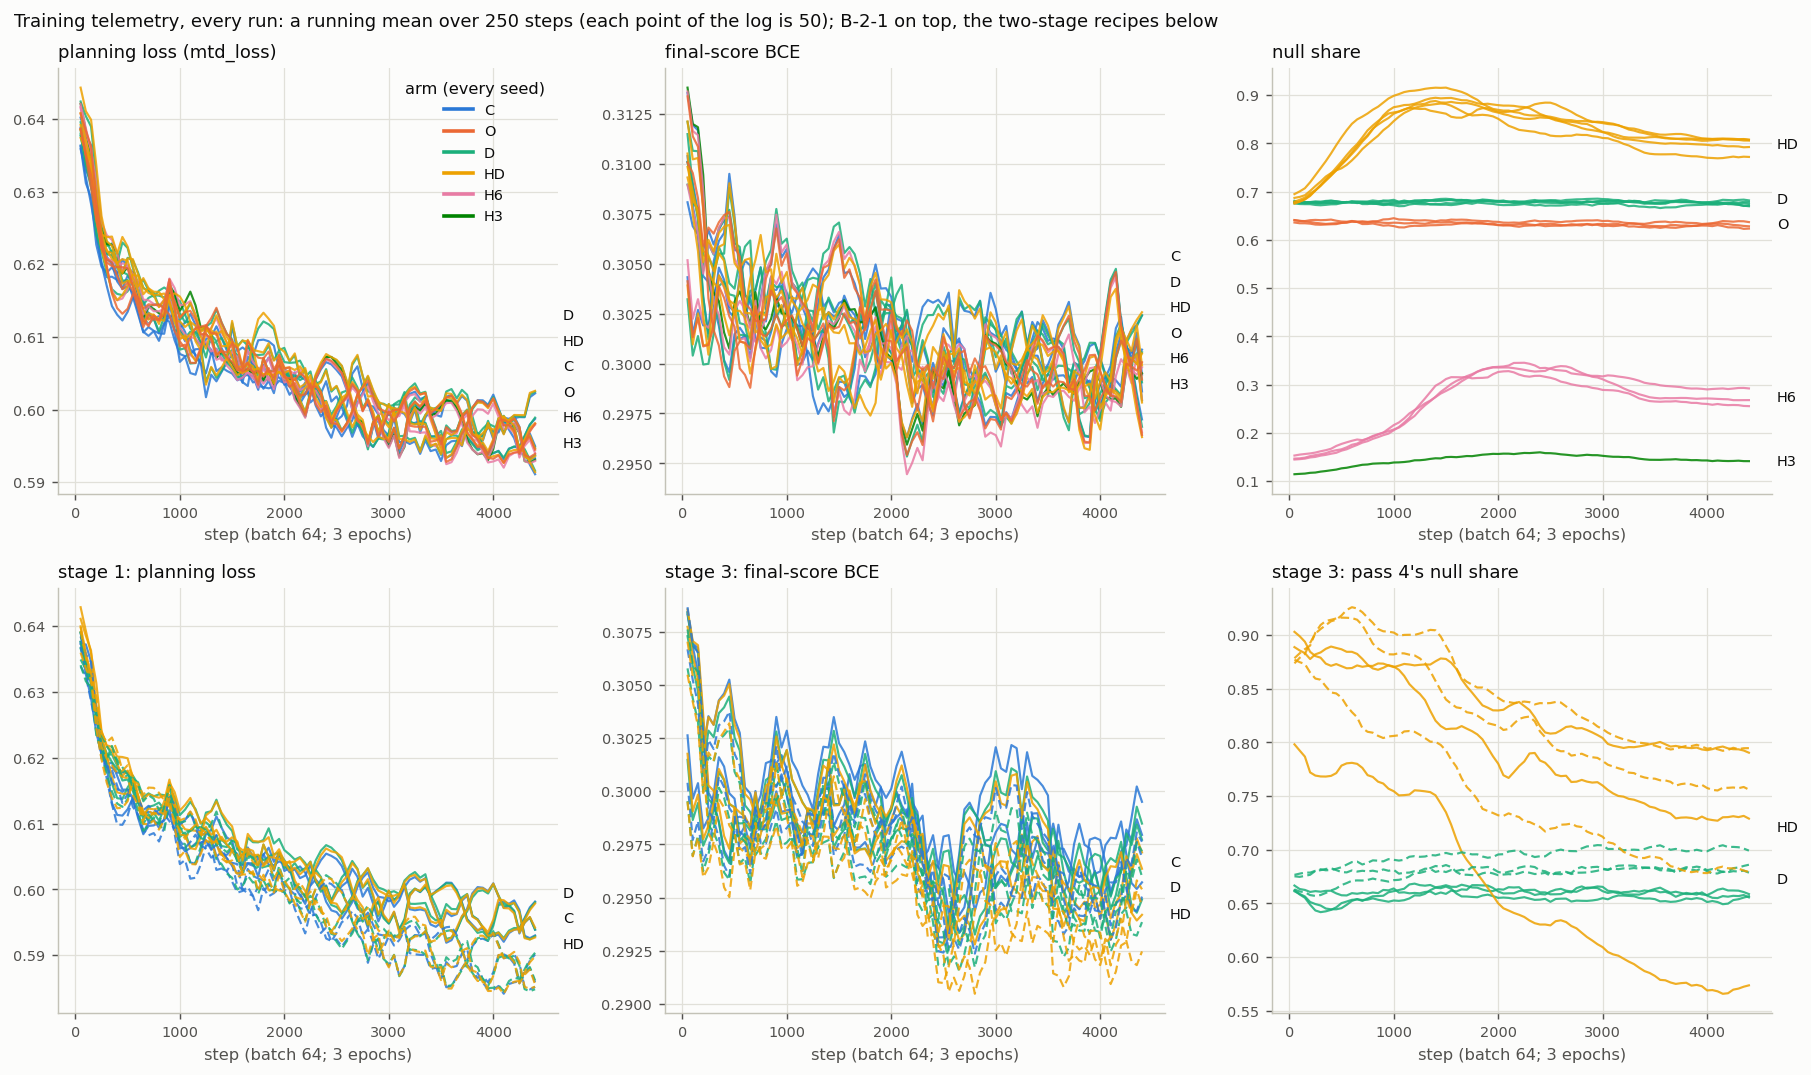 Training telemetry, every run: a running mean over 250 steps (each point of the log is 50); B-2-1 on top, the two-stage recipes below
planning loss (mtd_loss)
0.64
0.63
0.62
0.61
0.60
0.59
arm (every seed)
C
O
D
HD
H6
H3
D
HD
C
O
H6
H3
0
1000
2000
3000
4000
step (batch 64; 3 epochs)
final-score BCE
0.3125
0.3100
0.3075
0.3050
0.3025
0.3000
0.2975
0.2950
C
D
HD
O
H6
H3
0
1000
2000
3000
4000
step (batch 64; 3 epochs)
null share
0.9
0.8
0.7
0.6
0.5
0.4
0.3
0.2
0.1
HD
D
O
H6
H3
0
1000
2000
3000
4000
step (batch 64; 3 epochs)
stage 1: planning loss
0.64
0.63
0.62
0.61
0.60
0.59
D
C
HD
0
1000
2000
3000
4000
step (batch 64; 3 epochs)
stage 3: final-score BCE
0.3075
0.3050
0.3025
0.3000
0.2975
0.2950
0.2925
0.2900
C
D
HD
0
1000
2000
3000
4000
step (batch 64; 3 epochs)
stage 3: pass 4's null share
0.90
0.85
0.80
0.75
0.70
0.65
0.60
0.55
HD
D
0
1000
2000
3000
4000
step (batch 64; 3 epochs)